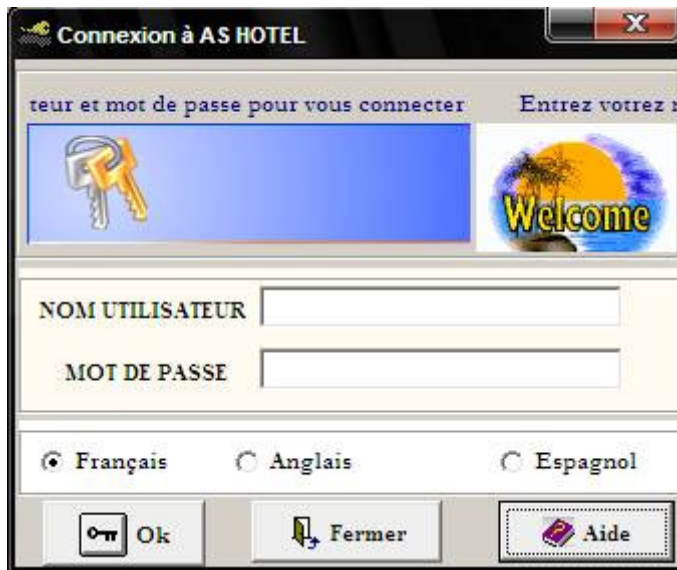 Connexion à AS HOTEL
teur et mot de passe pour vous connecter Entrez votrez
Welcome
NOM UTILISATEUR
MOT DE PASSE
Français Anglais Espagnol
Ok Fermer Aide